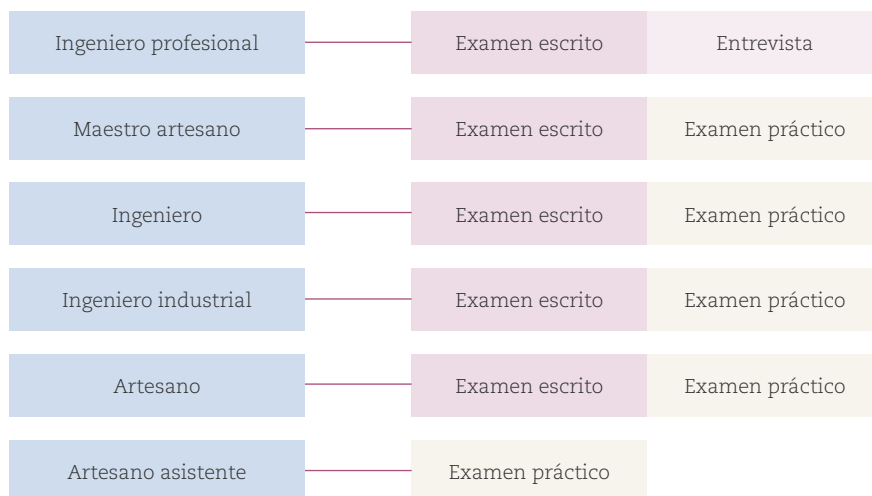 Ingeniero profesional Examen escrito Entrevista
Maestro artesano Examen escrito Examen práctico
Ingeniero Examen escrito Examen práctico
Ingeniero industrial Examen escrito Examen práctico
Artesano Examen escrito Examen práctico
Artesano asistente Examen práctico